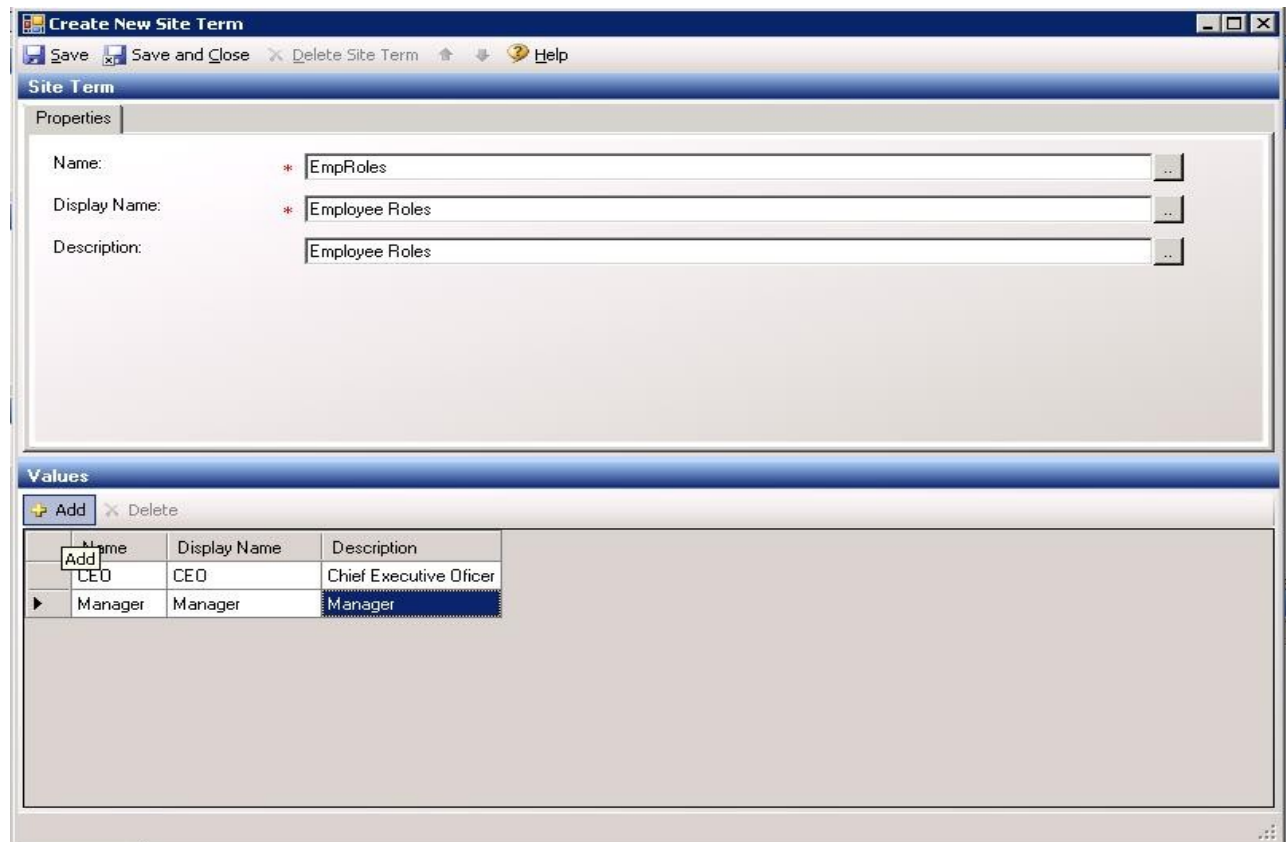 Create New Site Term
Save Save and Close Delete Site Term Help
Site Term
Properties
Name: * EmpRoles ..
Display Name: * Employee Roles ..
Description: Employee Roles ..
Values
Add Delete
Name Display Name Description
Add
CEO CEO Chief Executive Oficer
Manager Manager Manager